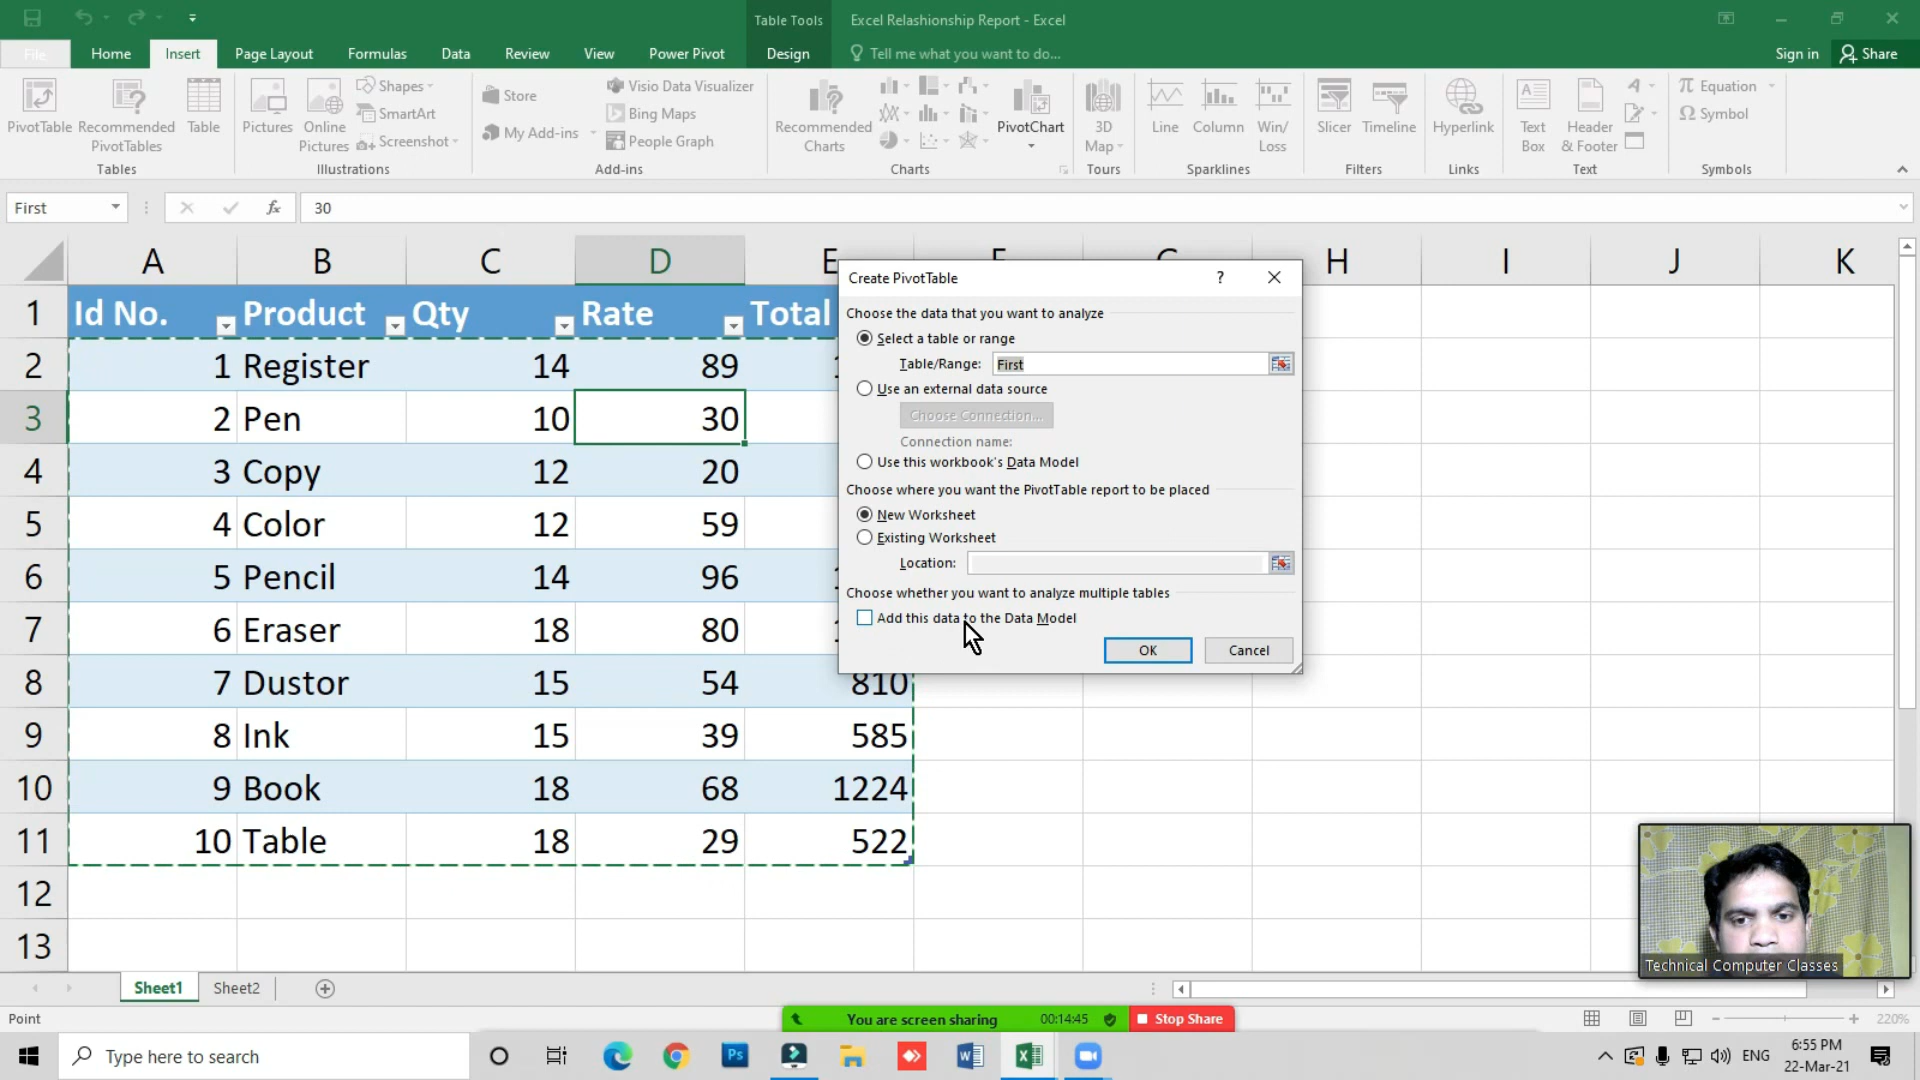 Table Tools
Excel Relashionship Report - Excel
File
Home
Insert
Page Layout
Formulas
Data
Review
View
Power Pivot
Design
Tell me what you want to do...
Sign in
Share
PivotTable
Recommended
PivotTables
Table
Tables
Pictures
Online
Pictures
Shapes
SmartArt
Screenshot
Illustrations
Store
My Add-ins
Visio Data Visualizer
Bing Maps
People Graph
Add-ins
Recommended
Charts
PivotChart
Charts
3D
Map
Tours
Line
Column
Win/
Loss
Sparklines
Slicer
Timeline
Filters
Hyperlink
Links
Text
Box
Header
& Footer
Text
π Equation
Ω Symbol
Symbols
First
fx
30
A B C D E F G H I J K
1 Id No. Product Qty Rate Total
2 1 Register 14 89 1
3 2 Pen 10 30
4 3 Copy 12 20
5 4 Color 12 59
6 5 Pencil 14 96 1
7 6 Eraser 18 80 1
8 7 Dustor 15 54 810
9 8 Ink 15 39 585
10 9 Book 18 68 1224
11 10 Table 18 29 522
12
13
Create PivotTable
?
Choose the data that you want to analyze
Select a table or range
Table/Range: First
Use an external data source
Choose Connection...
Connection name:
Use this workbook's Data Model
Choose where you want the PivotTable report to be placed
New Worksheet
Existing Worksheet
Location:
Choose whether you want to analyze multiple tables
Add this data to the Data Model
OK
Cancel
Technical Computer Classes
Sheet1
Sheet2
Point
You are screen sharing
00:14:45
Stop Share
220%
Type here to search
Ps
ENG
6:55 PM
22-Mar-21